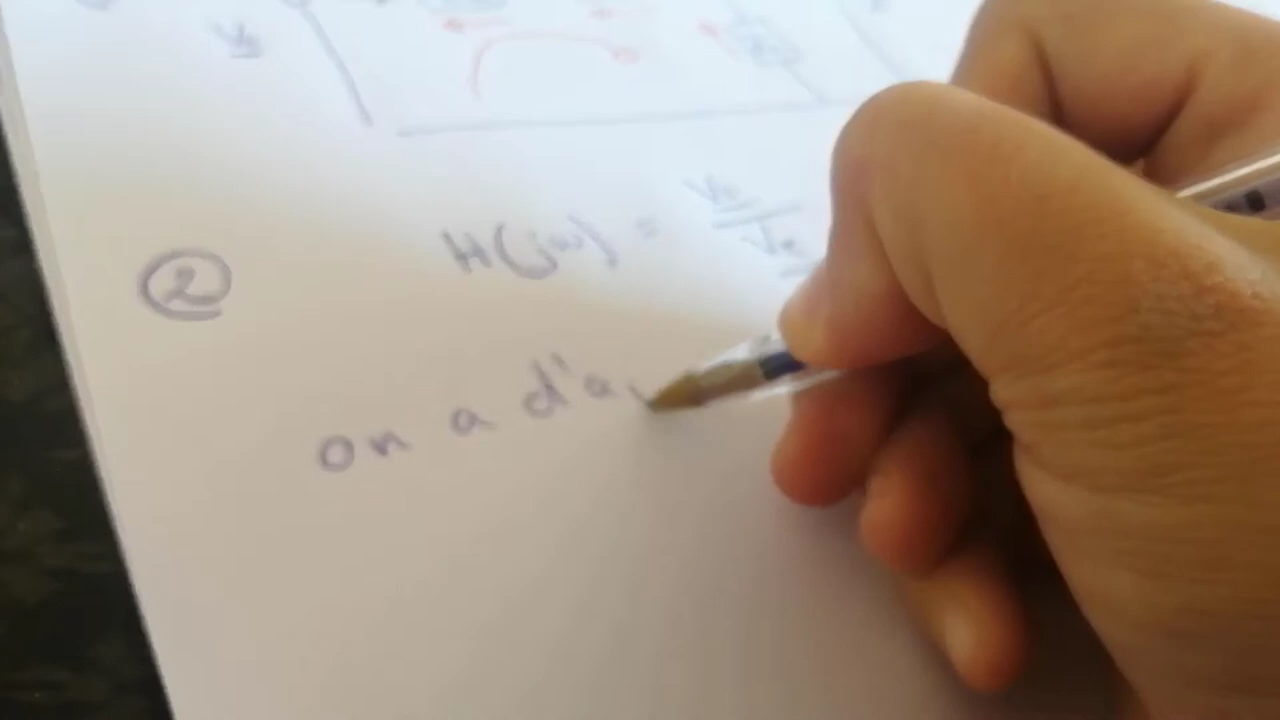 ② H(jω) = Vs/Ve
on a d'a